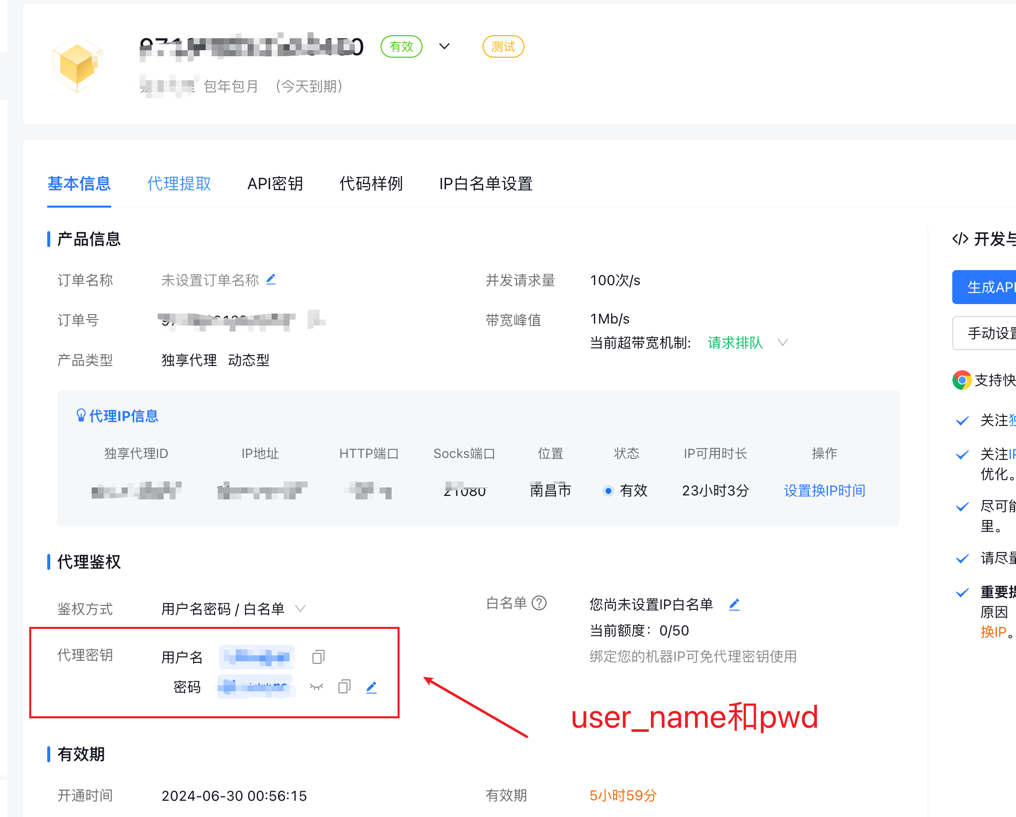 有效 测试
包年包月 (今天到期)
基本信息 代理提取 API密钥 代码样例 IP白名单设置
产品信息
订单名称 未设置订单名称 并发请求量 100次/s
订单号 带宽峰值 1Mb/s
当前超带宽机制: 请求排队
产品类型 独享代理 动态型
代理IP信息
独享代理ID IP地址 HTTP端口 Socks端口 位置 状态 IP可用时长 操作
21080 南昌市 有效 23小时3分 设置换IP时间
代理鉴权
鉴权方式 用户名密码 / 白名单 白名单 您尚未设置IP白名单
当前额度: 0/50
绑定您的机器IP可免代理密钥使用
代理密钥 用户名
密码
user_name和pwd
有效期
开通时间 2024-06-30 00:56:15 有效期 5小时59分
</> 开发与
生成API
手动设置
支持快
关注独
关注IP
优化。
尽可能
里。
请尽量
重要提
原因
换IP。